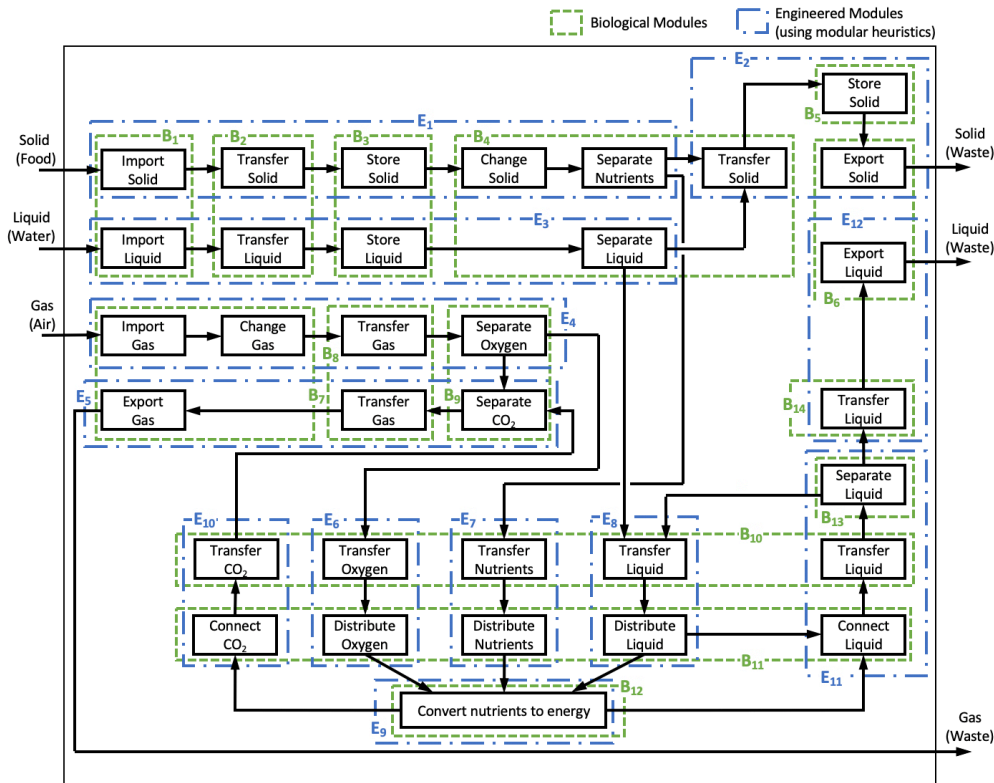 Biological Modules
Engineered Modules
(using modular heuristics)
E2
Store
Solid
B5
Solid
(Food)
E1
B1
B2
B3
B4
Import
Solid
Transfer
Solid
Store
Solid
Change
Solid
Separate
Nutrients
Transfer
Solid
Export
Solid
Solid
(Waste)
Liquid
(Water)
E3
E12
Import
Liquid
Transfer
Liquid
Store
Liquid
Separate
Liquid
Export
Liquid
Liquid
(Waste)
B6
Gas
(Air)
Import
Gas
Change
Gas
Transfer
Gas
Separate
Oxygen
E4
B8
E5
Export
Gas
B7
Transfer
Gas
B9
Separate
CO2
B14
Transfer
Liquid
Separate
Liquid
B13
E10
E6
E7
E8
B10
Transfer
CO2
Transfer
Oxygen
Transfer
Nutrients
Transfer
Liquid
Transfer
Liquid
Connect
CO2
Distribute
Oxygen
Distribute
Nutrients
Distribute
Liquid
Connect
Liquid
B11
E11
B12
Convert nutrients to energy
E9
Gas
(Waste)